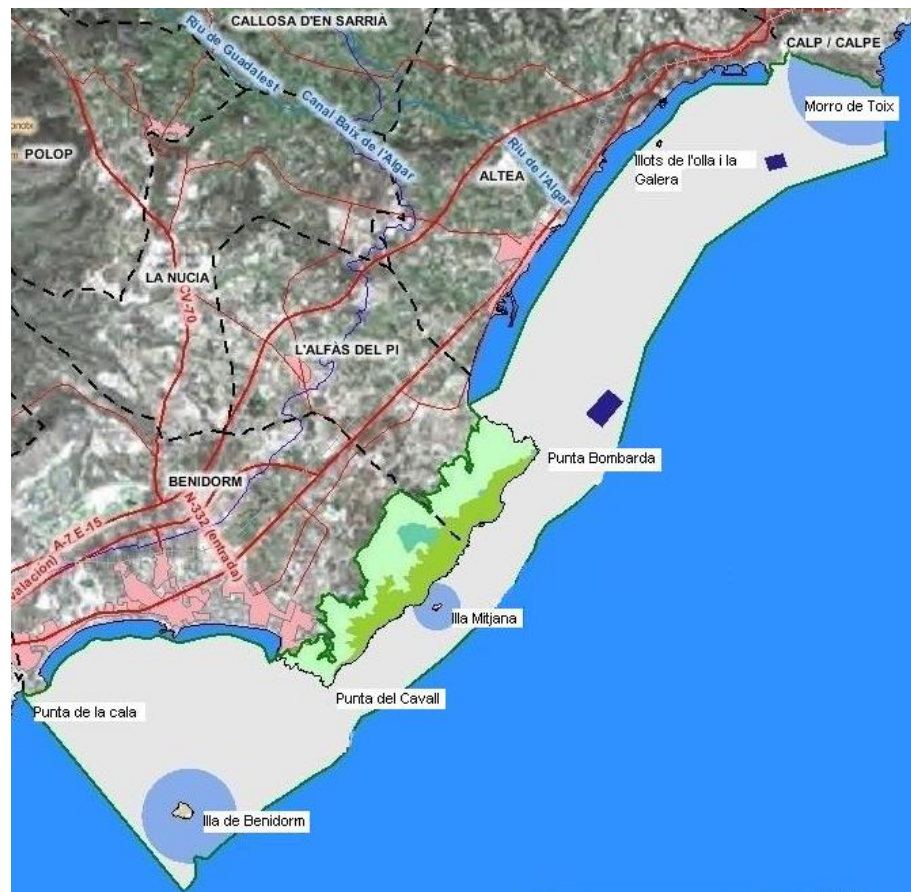 CALLOSA D'EN SARRIÀ
CALP / CALPE
Riu de Guadalest
Canal Baix de l'Algar
Morro de Toix
POLOP
Riu de l'Algar
Illots de l'olla i la
Galera
ALTEA
LA NUCIA
CV-70
L'ALFÀS DEL PI
Punta Bombarda
BENIDORM
N-332 (entrada)
A-7 E-15
Illa Mitjana
Punta del Cavall
Punta de la cala
Illa de Benidorm